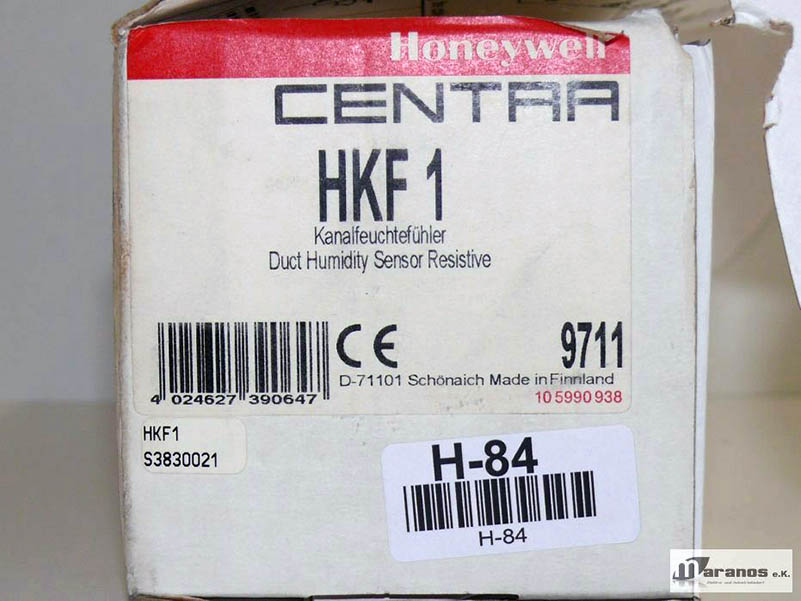 Honeywell
CENTRA
HKF 1
Kanalfeuchtefühler
Duct Humidity Sensor Resistive
CE
9711
D-71101 Schönaich Made in Finnland
4 024627 390647
10 5990 938
HKF1
S3830021
H-84
H-84
Maranos e.K.